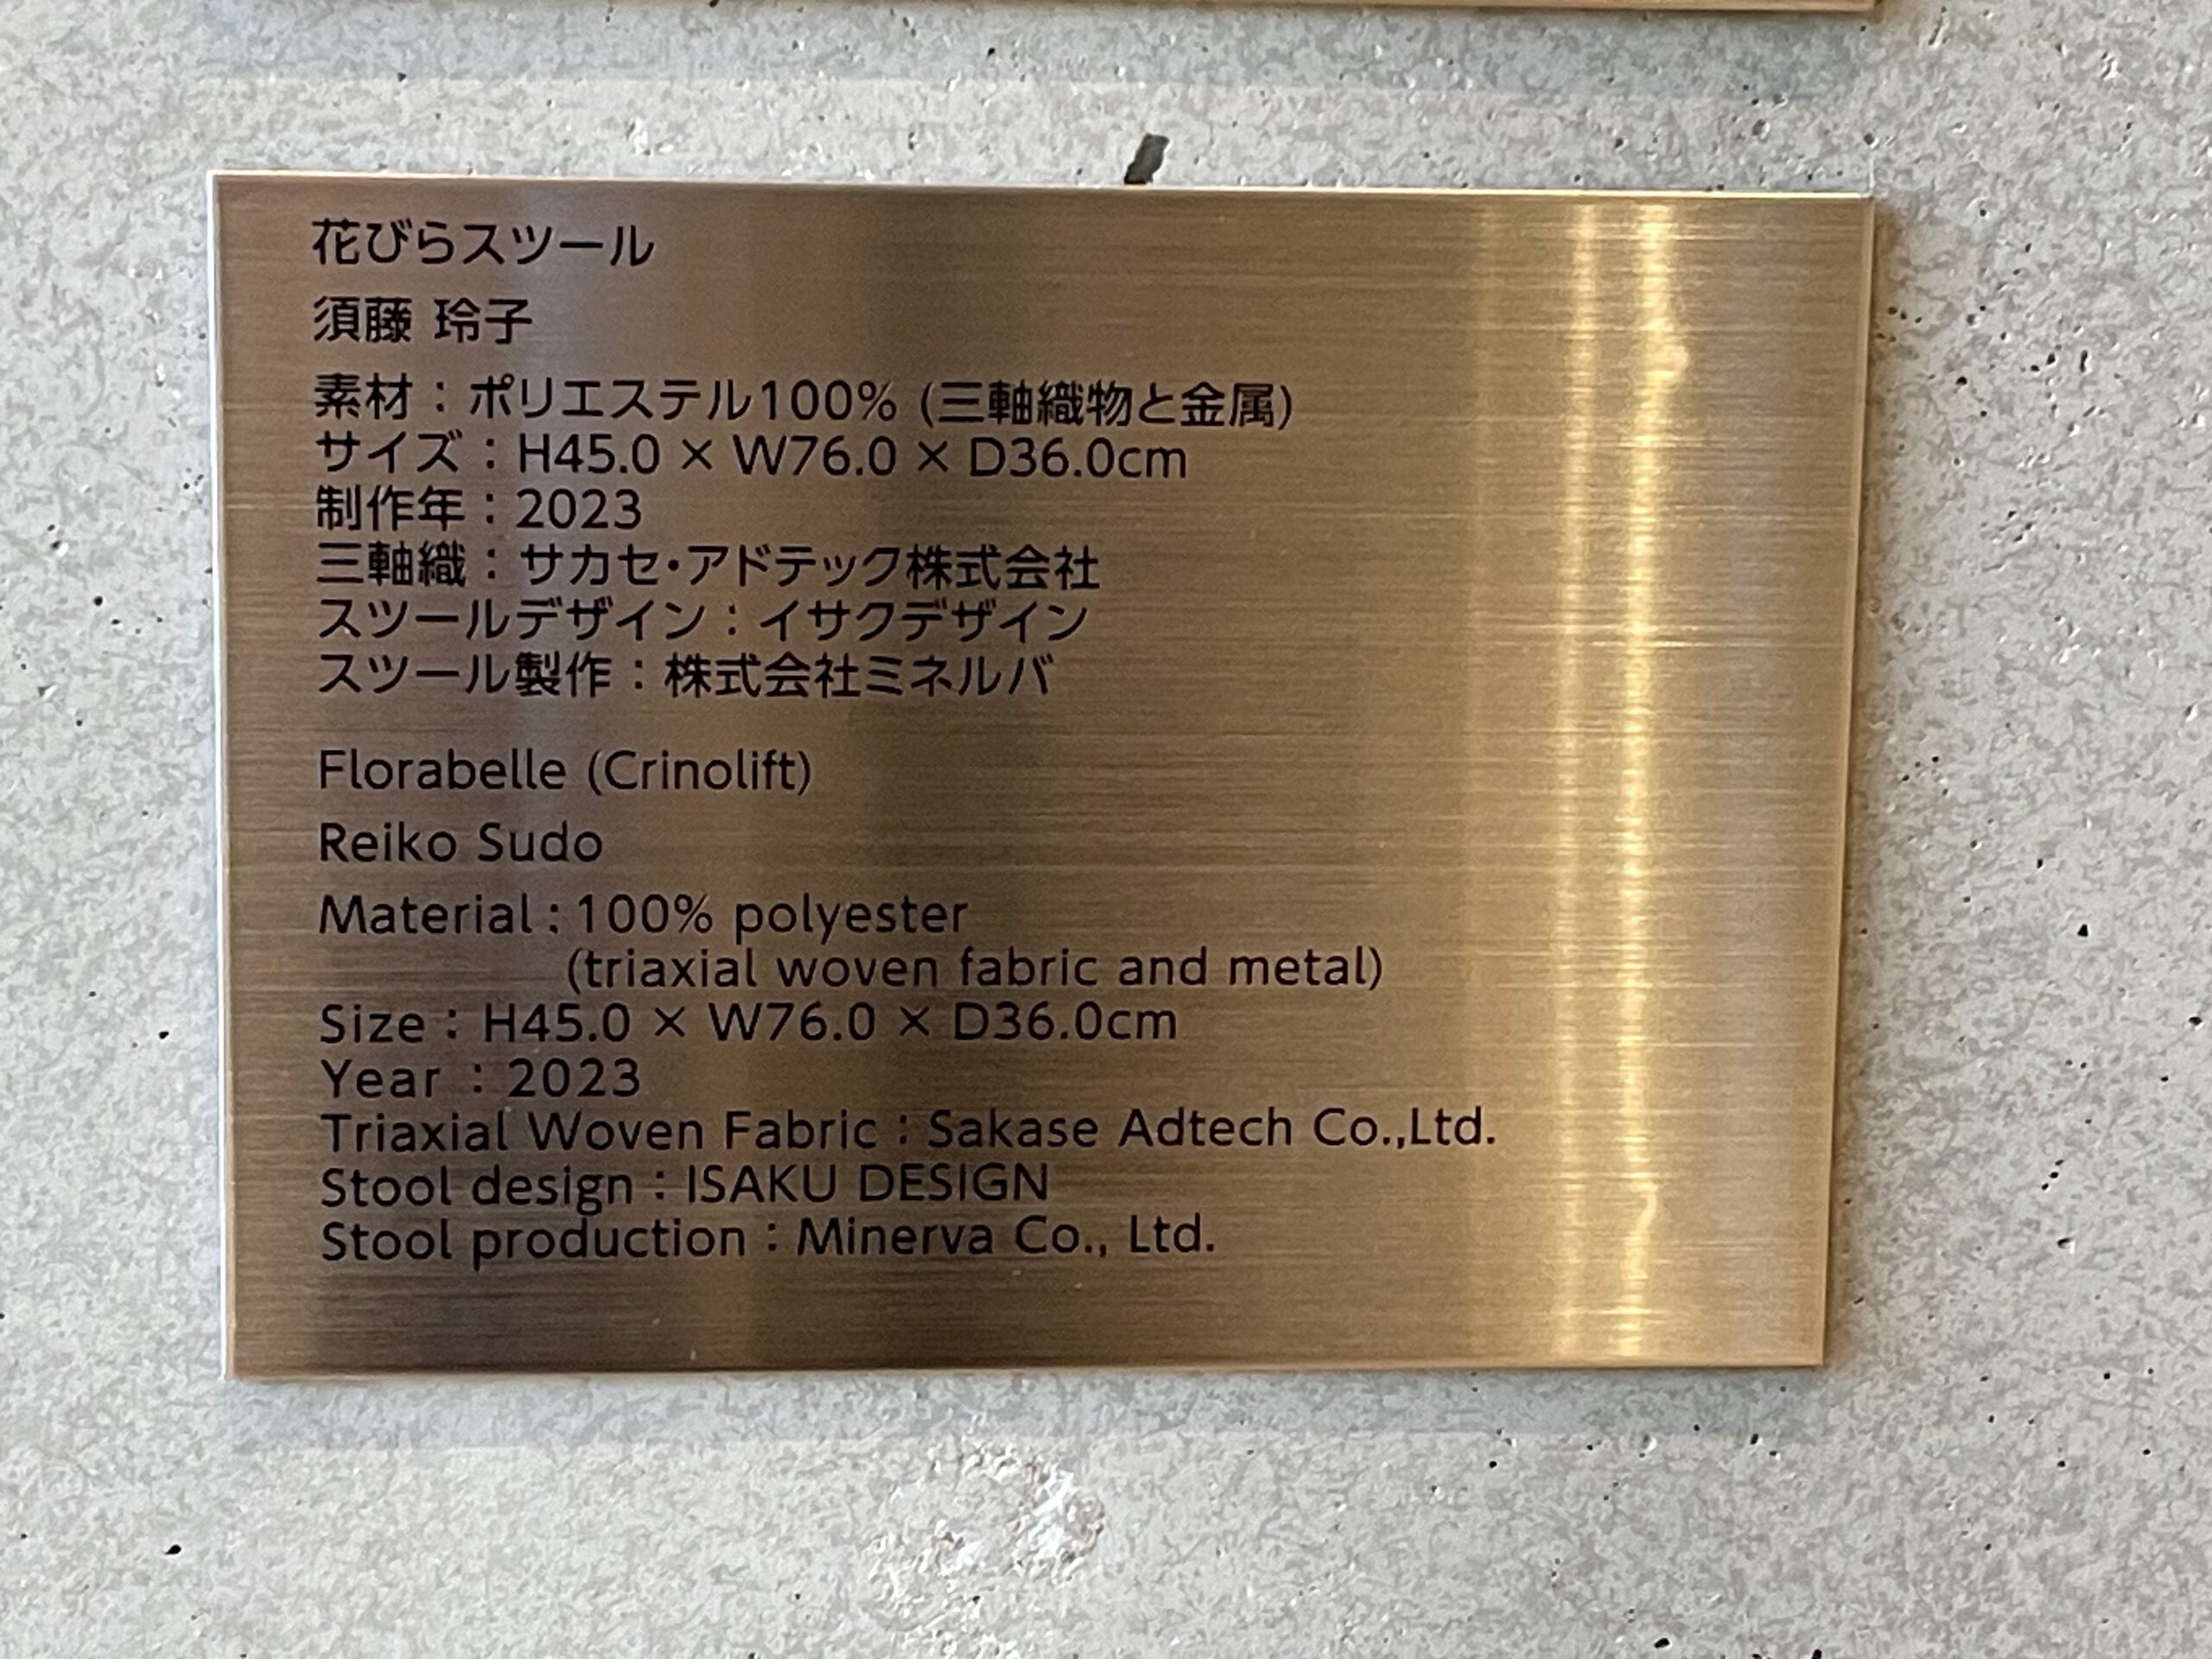 花びらスツール
須藤 玲子
素材：ポリエステル100% (三軸織物と金属)
サイズ：H45.0 × W76.0 × D36.0cm
制作年：2023
三軸織：サカセ･アドテック株式会社
スツールデザイン：イサクデザイン
スツール製作：株式会社ミネルバ
Florabelle (Crinolift)
Reiko Sudo
Material : 100% polyester
(triaxial woven fabric and metal)
Size : H45.0 × W76.0 × D36.0cm
Year : 2023
Triaxial Woven Fabric : Sakase Adtech Co.,Ltd.
Stool design : ISAKU DESIGN
Stool production : Minerva Co., Ltd.